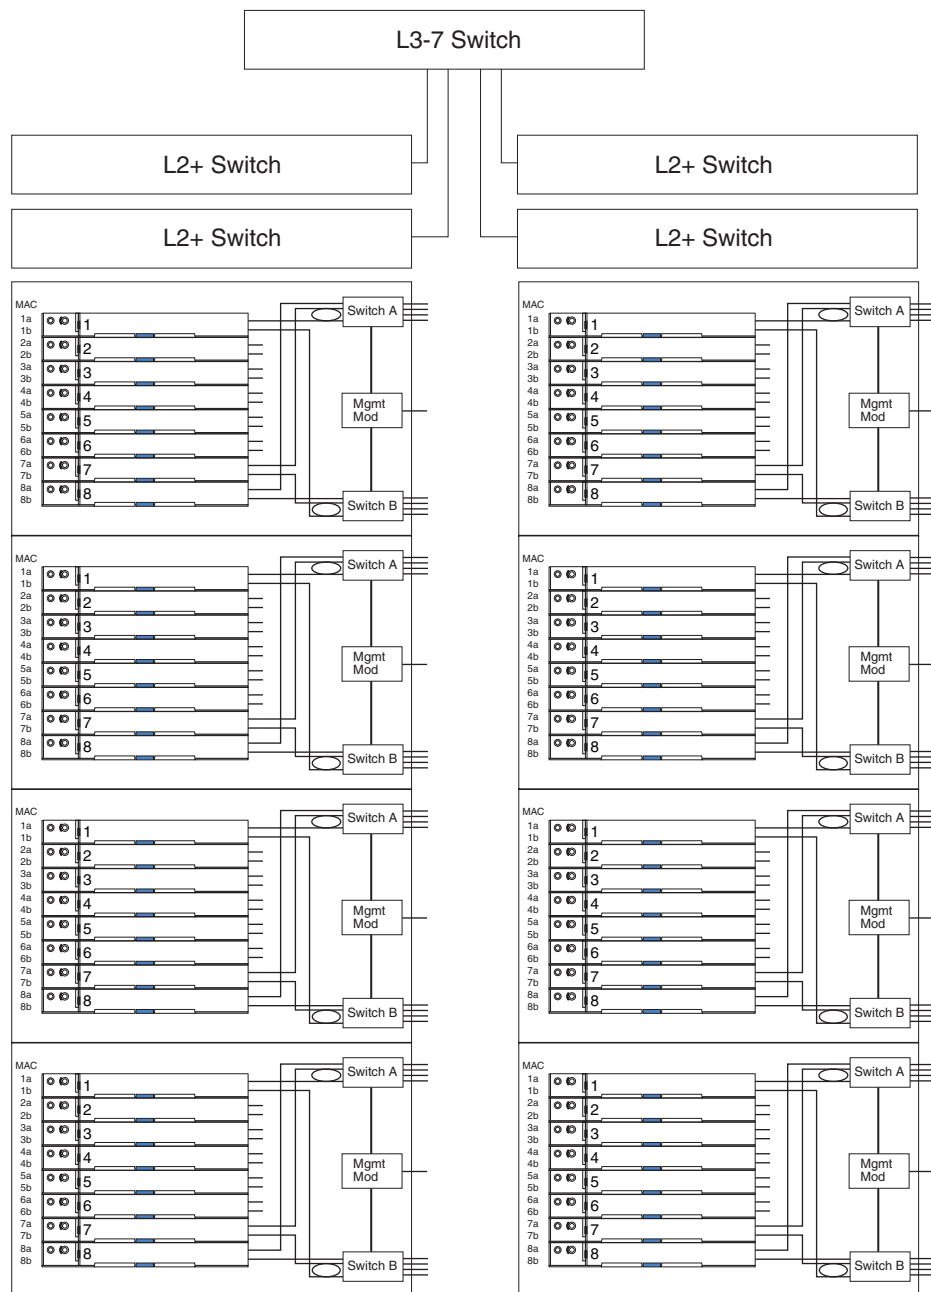 L3-7 Switch
L2+ Switch
L2+ Switch
L2+ Switch
L2+ Switch
MAC
1a
1b
2a
2b
3a
3b
4a
4b
5a
5b
6a
6b
7a
7b
8a
8b
1
2
3
4
5
6
7
8
Switch A
Mgmt
Mod
Switch B
MAC
1a
1b
2a
2b
3a
3b
4a
4b
5a
5b
6a
6b
7a
7b
8a
8b
1
2
3
4
5
6
7
8
Switch A
Mgmt
Mod
Switch B
MAC
1a
1b
2a
2b
3a
3b
4a
4b
5a
5b
6a
6b
7a
7b
8a
8b
1
2
3
4
5
6
7
8
Switch A
Mgmt
Mod
Switch B
MAC
1a
1b
2a
2b
3a
3b
4a
4b
5a
5b
6a
6b
7a
7b
8a
8b
1
2
3
4
5
6
7
8
Switch A
Mgmt
Mod
Switch B
MAC
1a
1b
2a
2b
3a
3b
4a
4b
5a
5b
6a
6b
7a
7b
8a
8b
1
2
3
4
5
6
7
8
Switch A
Mgmt
Mod
Switch B
MAC
1a
1b
2a
2b
3a
3b
4a
4b
5a
5b
6a
6b
7a
7b
8a
8b
1
2
3
4
5
6
7
8
Switch A
Mgmt
Mod
Switch B
MAC
1a
1b
2a
2b
3a
3b
4a
4b
5a
5b
6a
6b
7a
7b
8a
8b
1
2
3
4
5
6
7
8
Switch A
Mgmt
Mod
Switch B
MAC
1a
1b
2a
2b
3a
3b
4a
4b
5a
5b
6a
6b
7a
7b
8a
8b
1
2
3
4
5
6
7
8
Switch A
Mgmt
Mod
Switch B